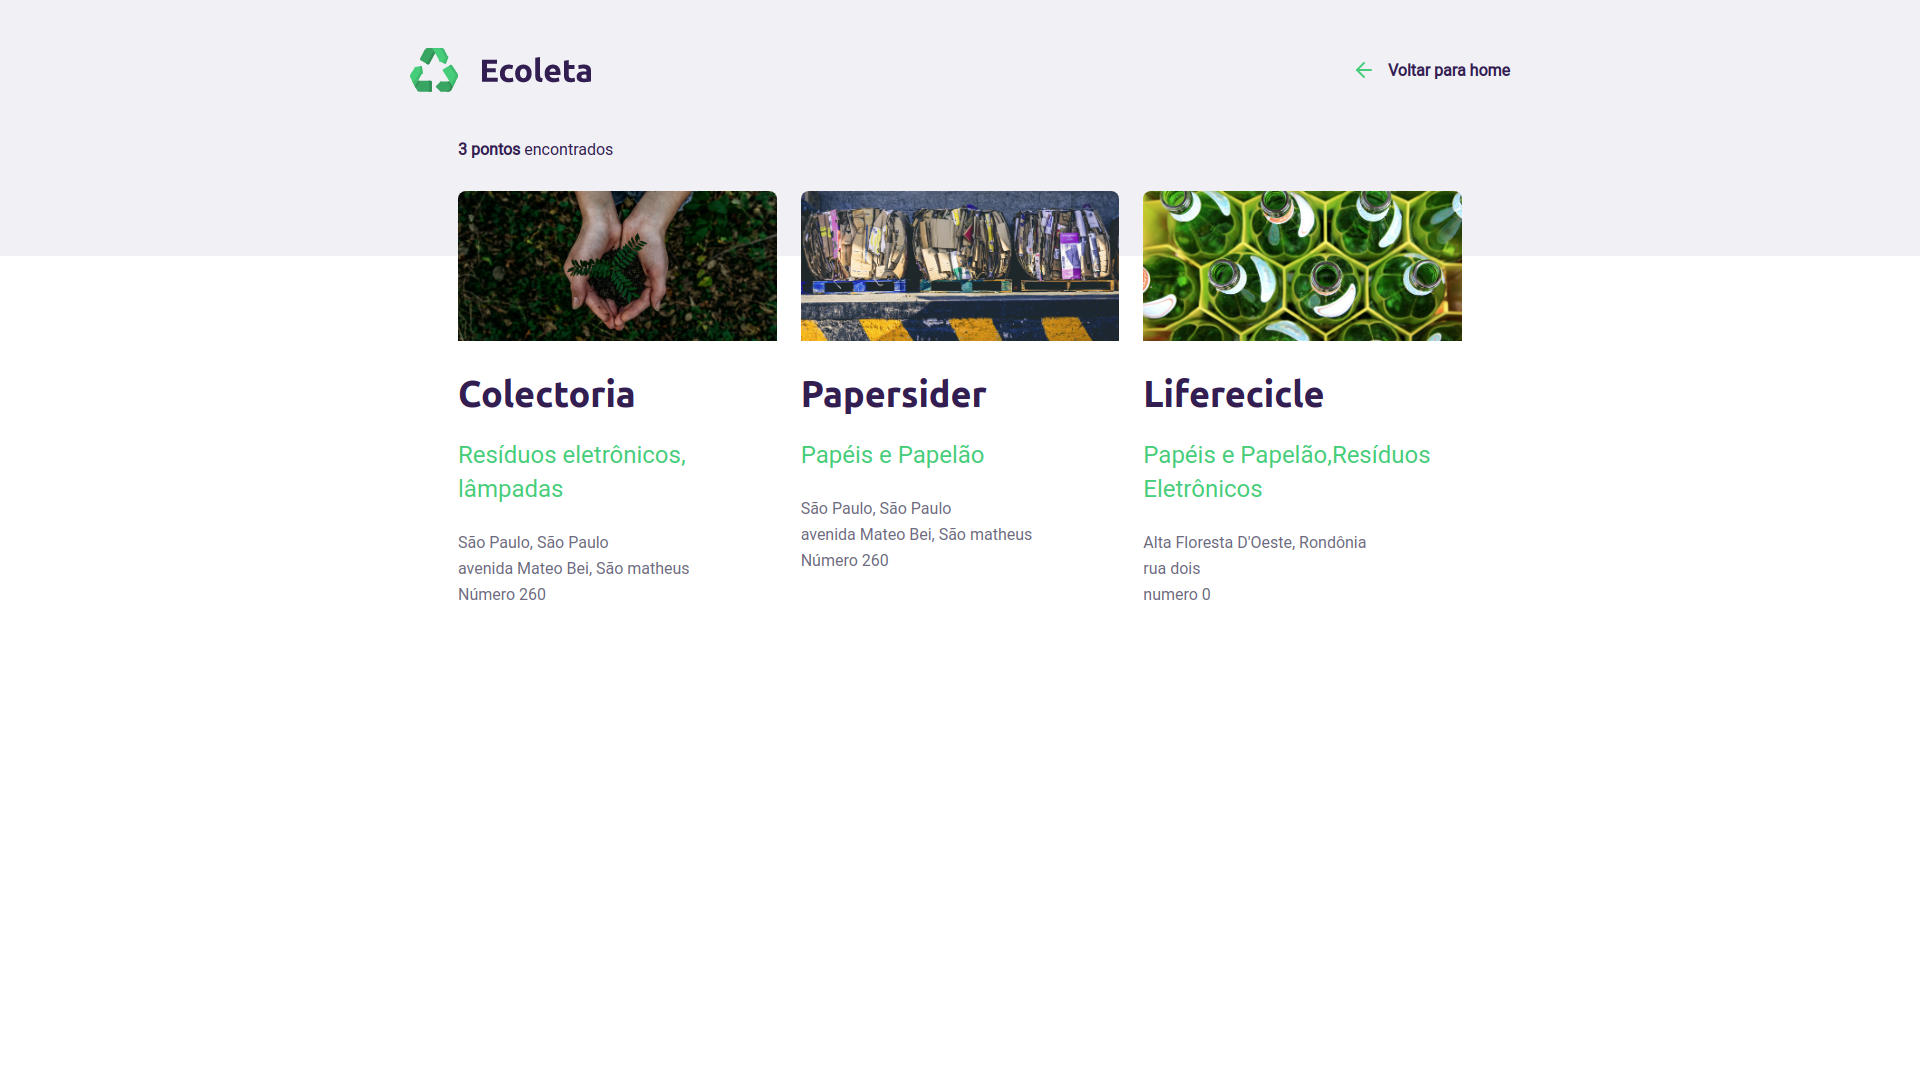 Ecoleta
Voltar para home
3 pontos encontrados
Colectoria
Resíduos eletrônicos,
lâmpadas
São Paulo, São Paulo
avenida Mateo Bei, São matheus
Número 260
Papersider
Papéis e Papelão
São Paulo, São Paulo
avenida Mateo Bei, São matheus
Número 260
Liferecicle
Papéis e Papelão,Resíduos
Eletrônicos
Alta Floresta D'Oeste, Rondônia
rua dois
numero 0